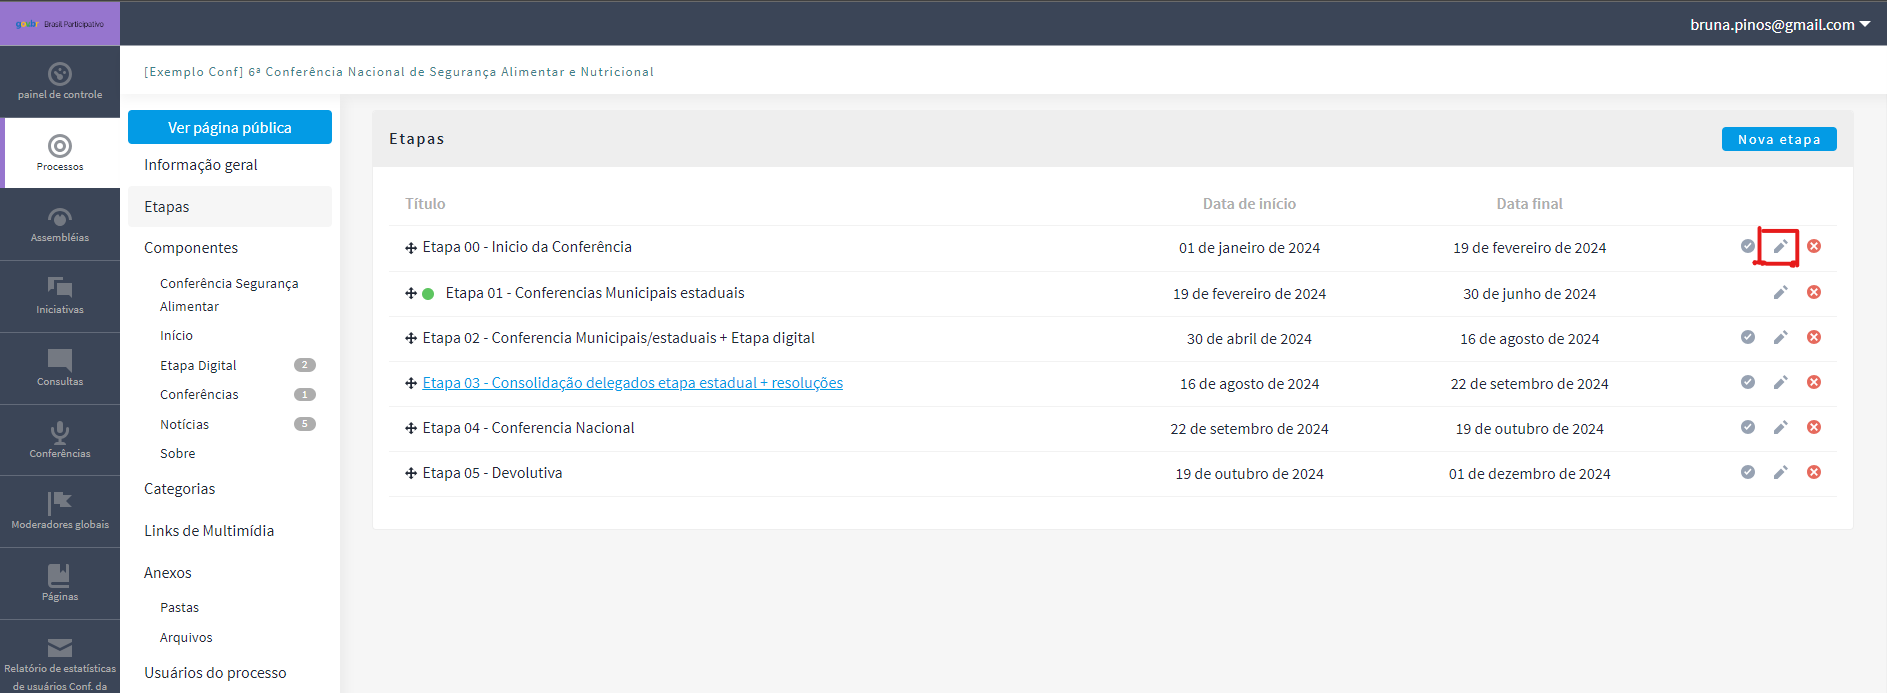 gov.br Brasil Participativo
bruna.pinos@gmail.com
painel de controle
Processos
Assembléias
Iniciativas
Consultas
Conferências
Moderadores globais
Páginas
Relatório de estatísticas
de usuários Conf. da
[Exemplo Conf] 6ª Conferência Nacional de Segurança Alimentar e Nutricional
Ver página pública
Informação geral
Etapas
Componentes
Conferência Segurança
Alimentar
Início
Etapa Digital 2
Conferências 1
Notícias 5
Sobre
Categorias
Links de Multimídia
Anexos
Pastas
Arquivos
Usuários do processo
Etapas
Nova etapa
Título Data de início Data final
Etapa 00 - Inicio da Conferência 01 de janeiro de 2024 19 de fevereiro de 2024
Etapa 01 - Conferencias Municipais estaduais 19 de fevereiro de 2024 30 de junho de 2024
Etapa 02 - Conferencia Municipais/estaduais + Etapa digital 30 de abril de 2024 16 de agosto de 2024
Etapa 03 - Consolidação delegados etapa estadual + resoluções 16 de agosto de 2024 22 de setembro de 2024
Etapa 04 - Conferencia Nacional 22 de setembro de 2024 19 de outubro de 2024
Etapa 05 - Devolutiva 19 de outubro de 2024 01 de dezembro de 2024